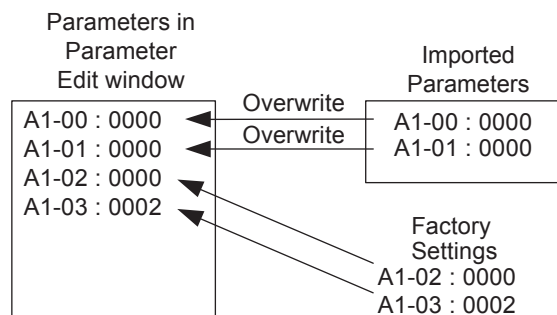 Parameters in
Parameter
Edit window
A1-00 : 0000
A1-01 : 0000
A1-02 : 0000
A1-03 : 0002
Overwrite
Overwrite
Imported
Parameters
A1-00 : 0000
A1-01 : 0000
Factory
Settings
A1-02 : 0000
A1-03 : 0002